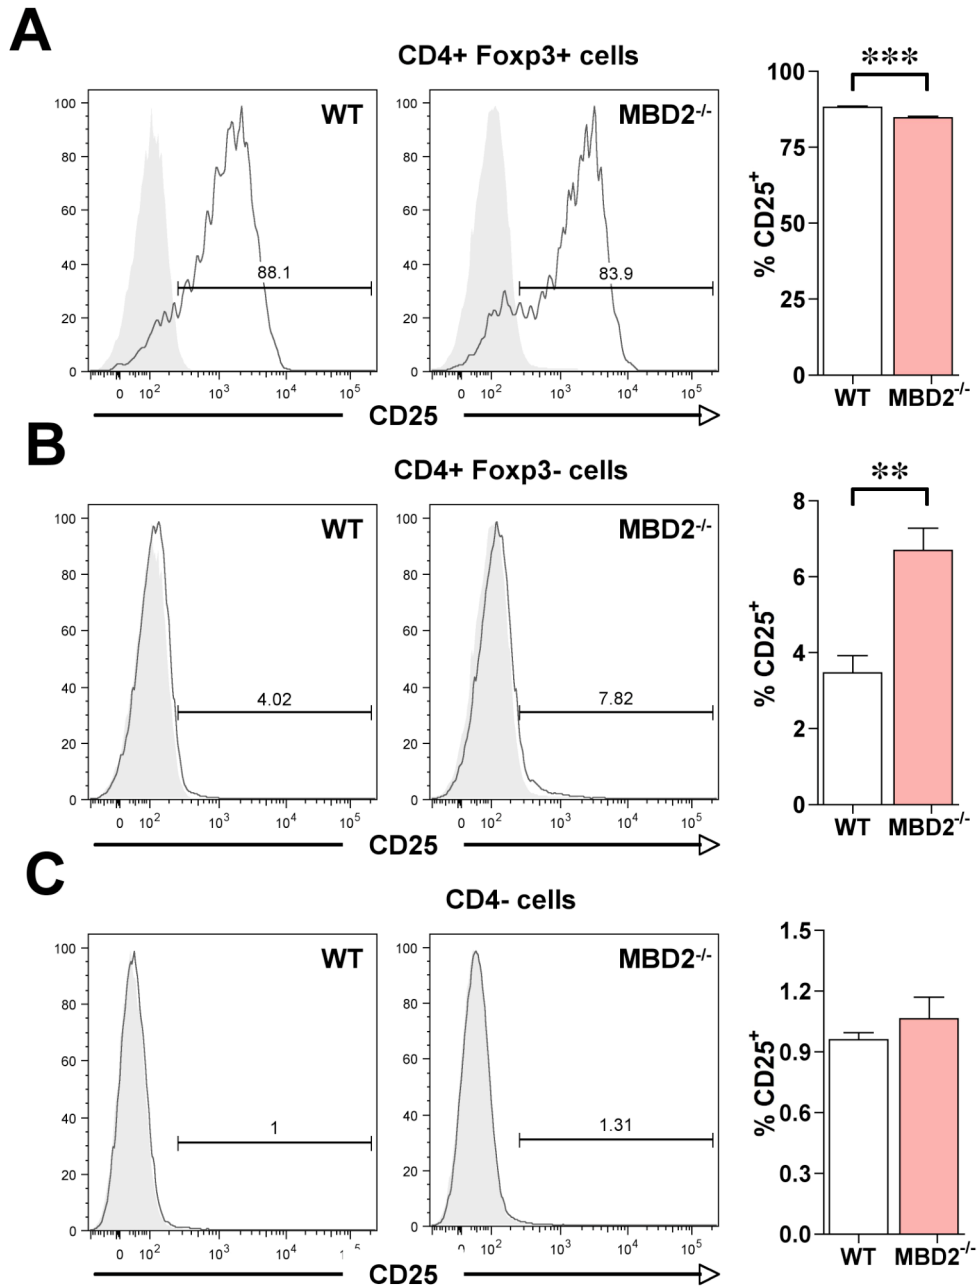 A
CD4+ Foxp3+ cells
WT
100
80
60
40
20
0
88.1
0 10² 10³ 10⁴ 10⁵
MBD2-/-
100
80
60
40
20
0
83.9
0 10² 10³ 10⁴ 10⁵
CD25
***
% CD25+
100
75
50
25
0
WT MBD2-/-
B
CD4+ Foxp3- cells
WT
100
80
60
40
20
0
4.02
0 10² 10³ 10⁴ 10⁵
MBD2-/-
100
80
60
40
20
0
7.82
0 10² 10³ 10⁴ 10⁵
CD25
**
% CD25+
8
6
4
2
0
WT MBD2-/-
C
CD4- cells
WT
100
80
60
40
20
0
1
0 10² 10³ 10⁴
MBD2-/-
100
80
60
40
20
0
1.31
10² 10³ 10⁴ 10⁵
CD25
% CD25+
1.5
1.2
0.9
0.6
0.3
0.0
WT MBD2-/-